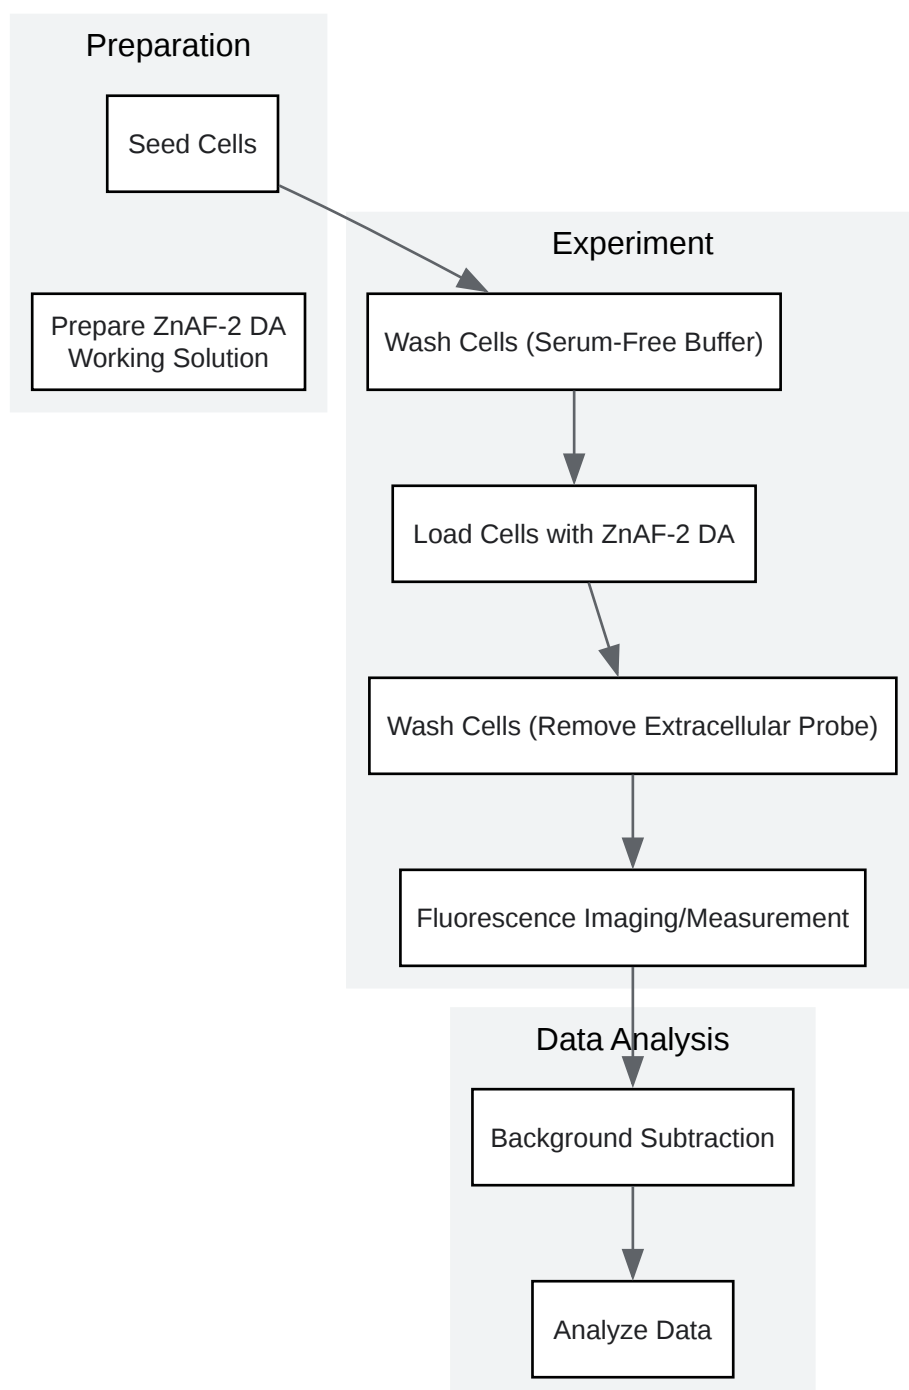 Preparation
Seed Cells
Prepare ZnAF-2 DA
Working Solution
Experiment
Wash Cells (Serum-Free Buffer)
Load Cells with ZnAF-2 DA
Wash Cells (Remove Extracellular Probe)
Fluorescence Imaging/Measurement
Data Analysis
Background Subtraction
Analyze Data